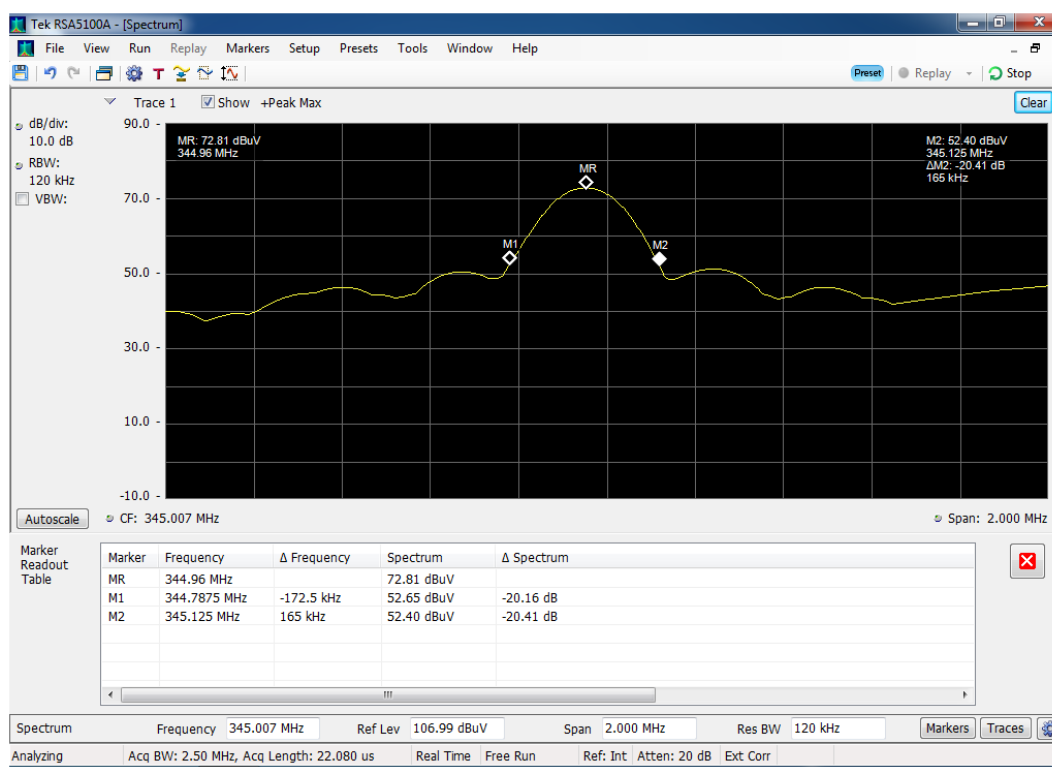 Tek RSA5100A - [Spectrum]
File View Run Replay Markers Setup Presets Tools Window Help
T Preset Replay Stop
Trace 1 Show +Peak Max Clear
dB/div:
10.0 dB
RBW:
120 kHz
VBW:
90.0 -
70.0 -
50.0 -
30.0 -
10.0 -
-10.0 -
MR: 72.81 dBuV
344.96 MHz
M2: 52.40 dBuV
345.125 MHz
ΔM2: -20.41 dB
165 kHz
MR
M1
M2
Autoscale CF: 345.007 MHz Span: 2.000 MHz
Marker
Readout
Table
Marker Frequency Δ Frequency Spectrum Δ Spectrum
MR 344.96 MHz 72.81 dBuV
M1 344.7875 MHz -172.5 kHz 52.65 dBuV -20.16 dB
M2 345.125 MHz 165 kHz 52.40 dBuV -20.41 dB
Spectrum Frequency 345.007 MHz Ref Lev 106.99 dBuV Span 2.000 MHz Res BW 120 kHz Markers Traces
Analyzing Acq BW: 2.50 MHz, Acq Length: 22.080 us Real Time Free Run Ref: Int Atten: 20 dB Ext Corr